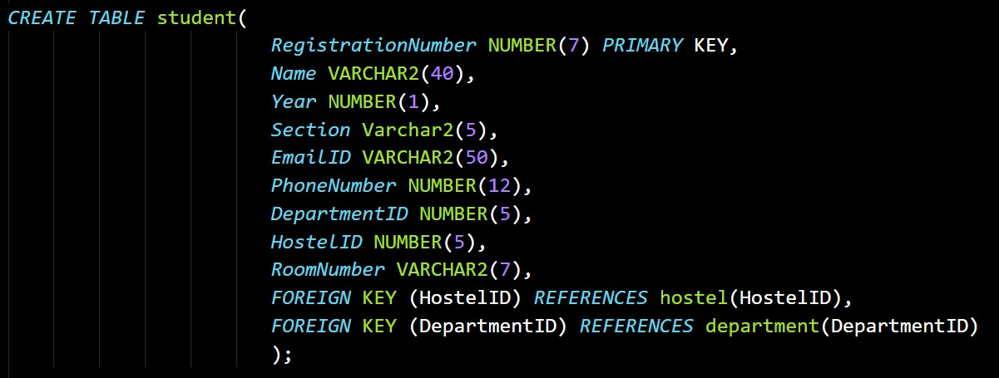 CREATE TABLE student(
RegistrationNumber NUMBER(7) PRIMARY KEY,
Name VARCHAR2(40),
Year NUMBER(1),
Section Varchar2(5),
EmailID VARCHAR2(50),
PhoneNumber NUMBER(12),
DepartmentID NUMBER(5),
HostelID NUMBER(5),
RoomNumber VARCHAR2(7),
FOREIGN KEY (HostelID) REFERENCES hostel(HostelID),
FOREIGN KEY (DepartmentID) REFERENCES department(DepartmentID)
);